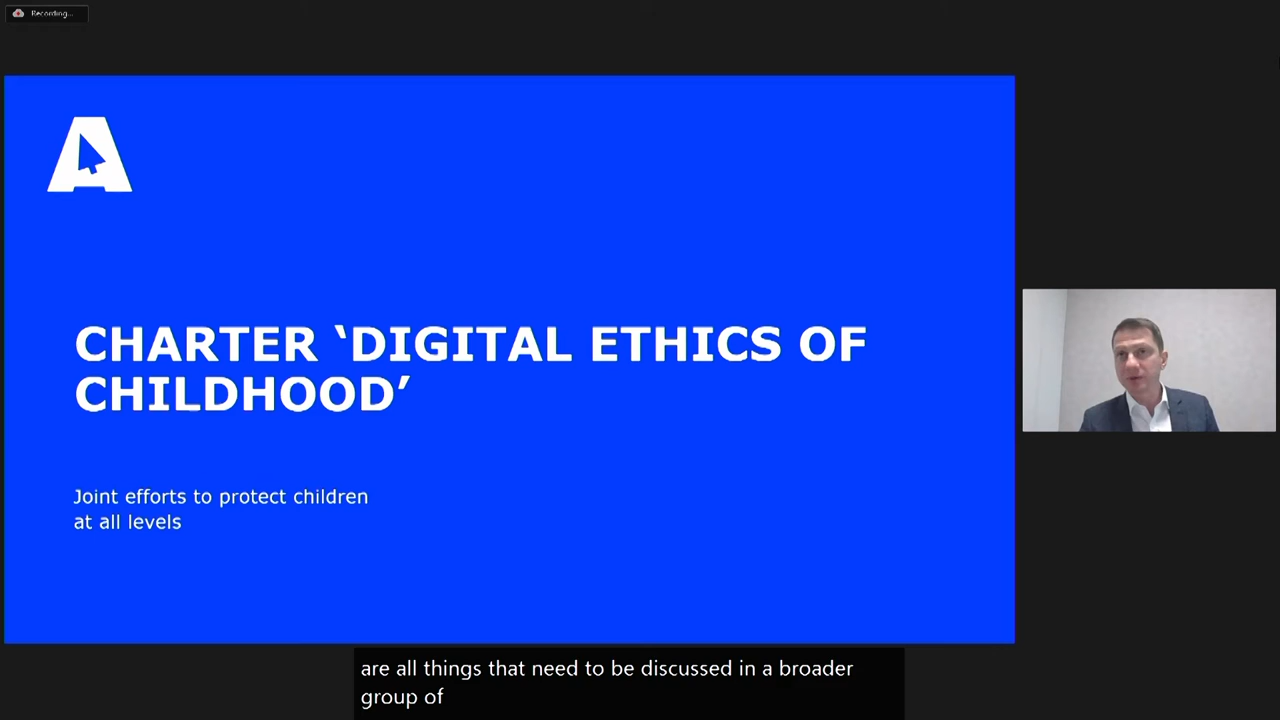 Recording...
A
CHARTER ‘DIGITAL ETHICS OF
CHILDHOOD’
Joint efforts to protect children
at all levels
are all things that need to be discussed in a broader
group of